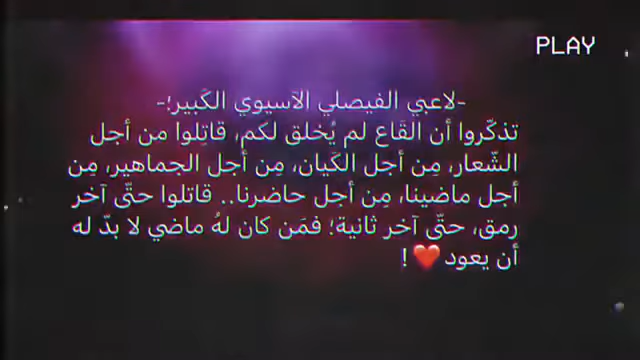 PLAY
-لاعبي الفيصلي الآسيوي الكَبير؛-
تذكّروا أن القَاع لم يُخلق لكم، قاتِلوا من أجل
الشّعار، مِن أجل الكَيان، مِن أجل الجماهير، مِن
أجل ماضينا، مِن أجل حاضرنا.. قاتلوا حتّى آخر
رمق، حتّى آخر ثانية؛ فمَن كان لهُ ماضي لا بدّ له
أن يعود❤️ !